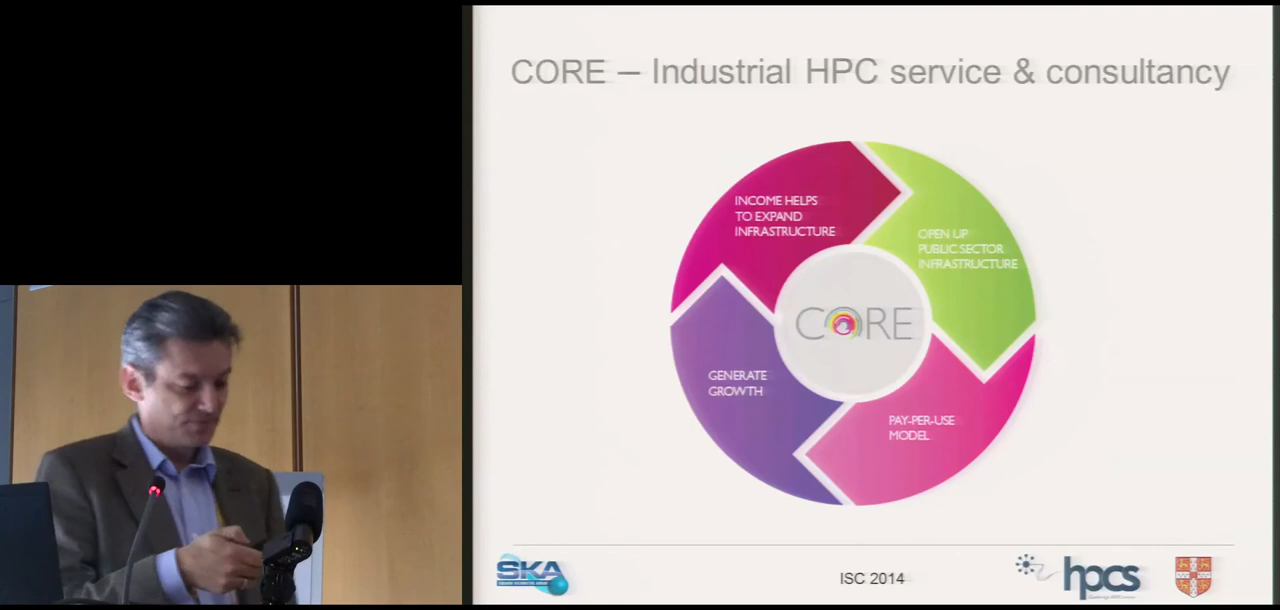 CORE – Industrial HPC service & consultancy
INCOME HELPS
TO EXPAND
INFRASTRUCTURE
OPEN UP
PUBLIC SECTOR
INFRASTRUCTURE
CORE
GENERATE
GROWTH
PAY-PER-USE
MODEL
SKA
ISC 2014
hpcs